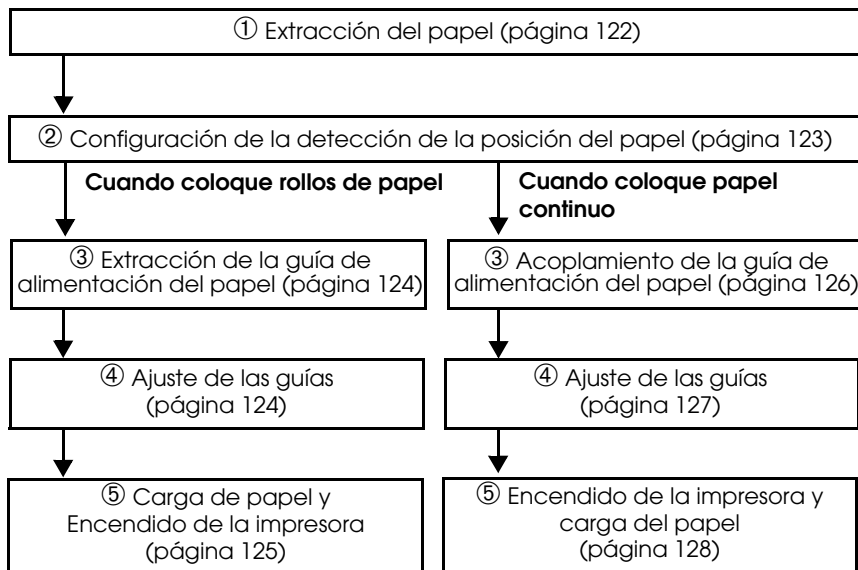 ① Extracción del papel (página 122)
② Configuración de la detección de la posición del papel (página 123)
Cuando coloque rollos de papel
Cuando coloque papel
continuo
③ Extracción de la guía de
alimentación del papel (página 124)
③ Acoplamiento de la guía de
alimentación del papel (página 126)
④ Ajuste de las guías
(página 124)
④ Ajuste de las guías
(página 127)
⑤ Carga de papel y
Encendido de la impresora
(página 125)
⑤ Encendido de la impresora y
carga del papel
(página 128)